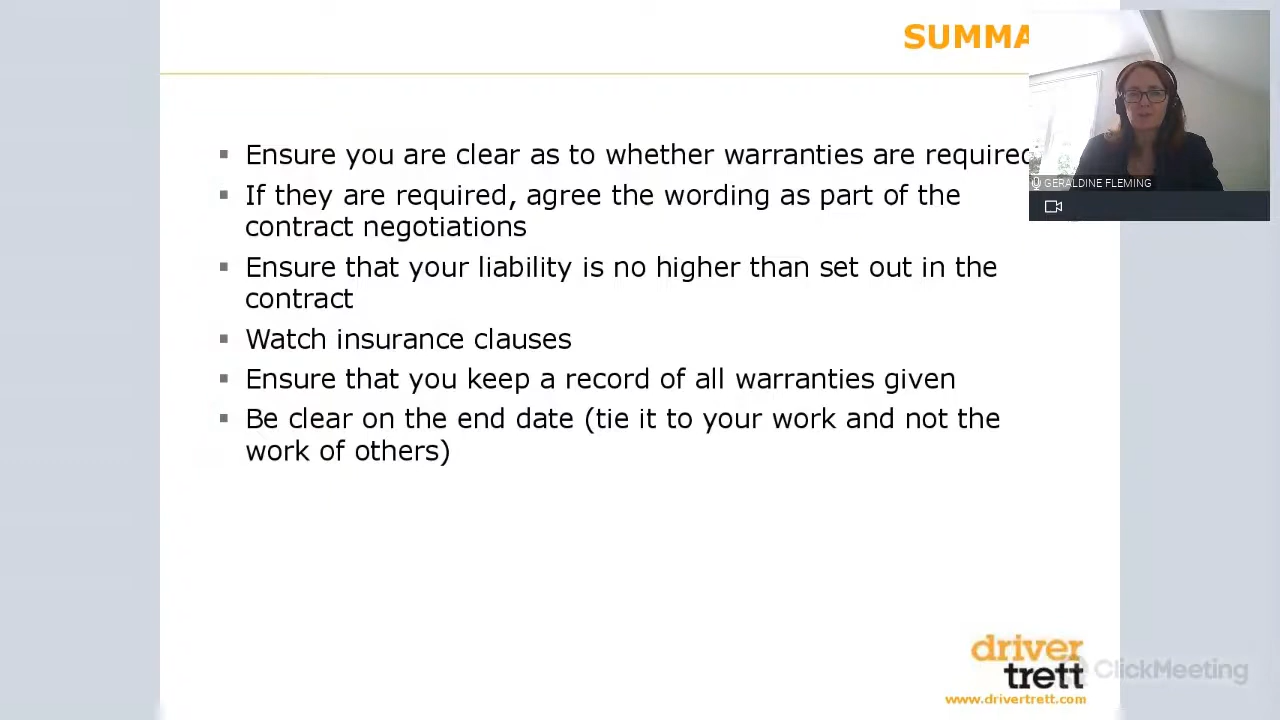 SUMMA
Ensure you are clear as to whether warranties are required
If they are required, agree the wording as part of the
contract negotiations
Ensure that your liability is no higher than set out in the
contract
Watch insurance clauses
Ensure that you keep a record of all warranties given
Be clear on the end date (tie it to your work and not the
work of others)
GERALDINE FLEMING
driver
trett
www.drivertrett.com
ClickMeeting